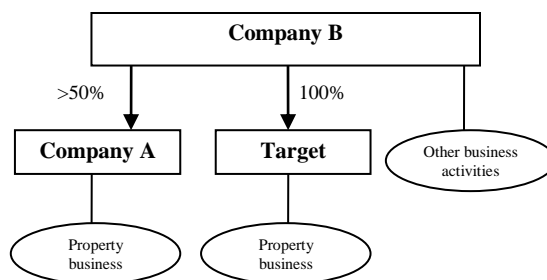 Company B
>50%
100%
Company A
Target
Other business
activities
Property
business
Property
business